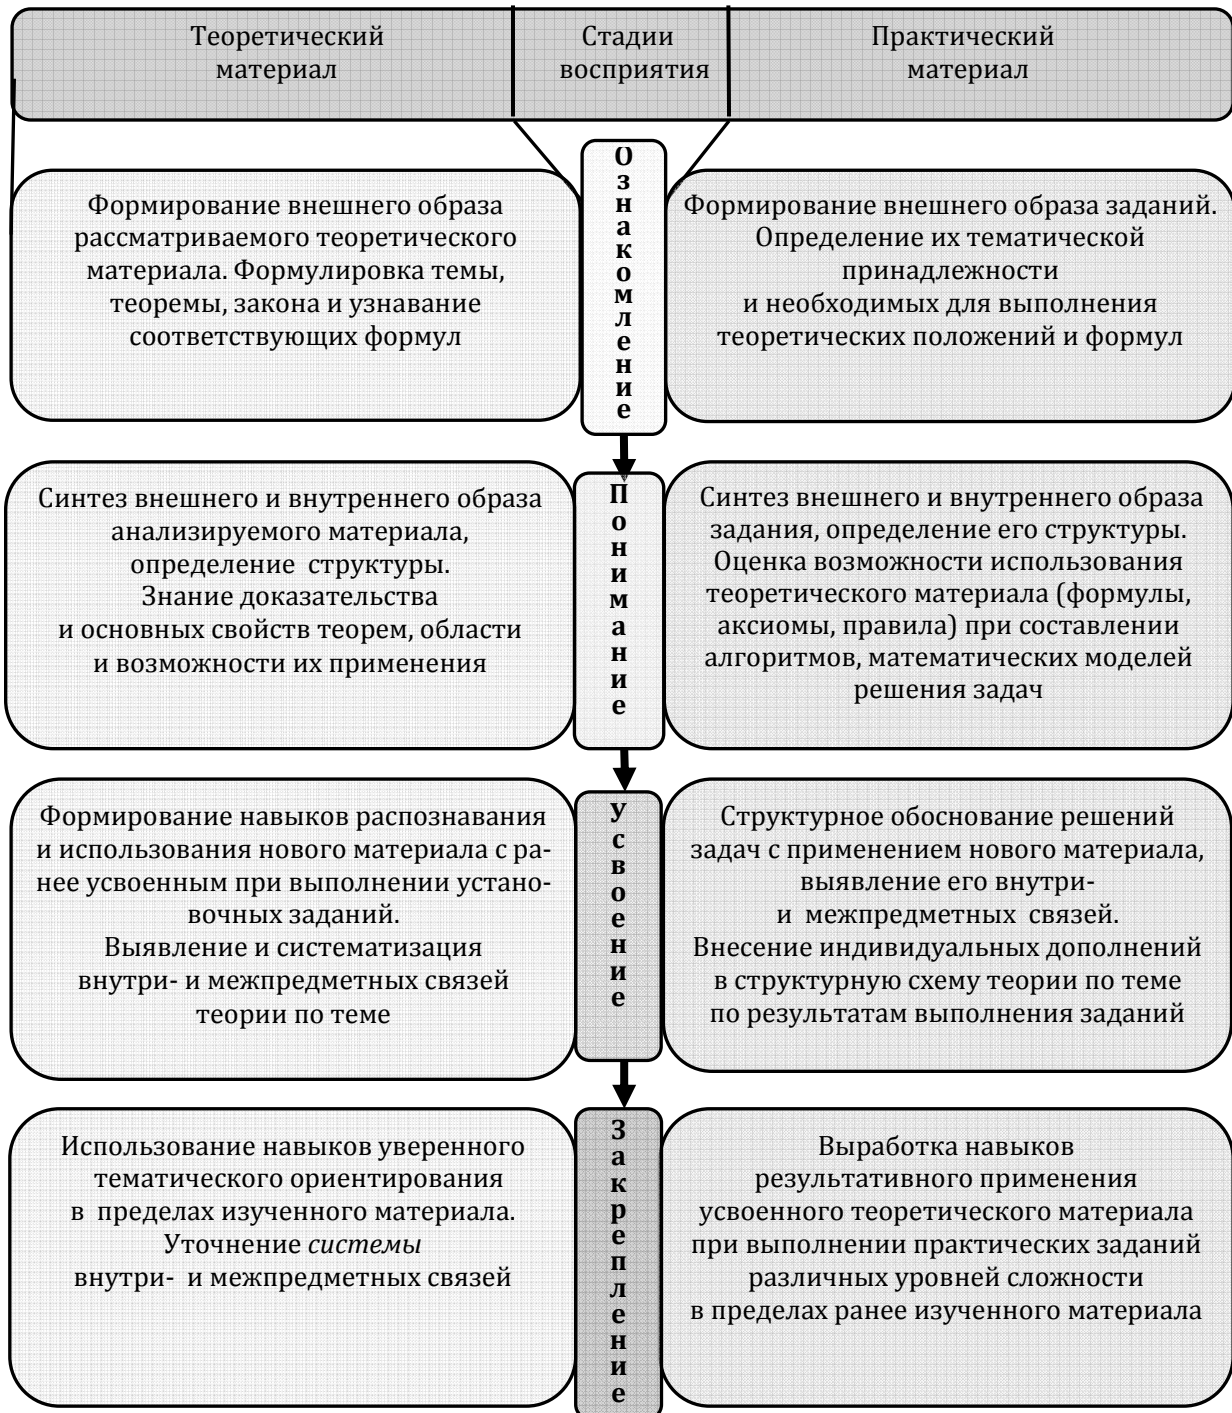 Теоретический
материал
Стадии
восприятия
Практический
материал
Формирование внешнего образа
рассматриваемого теоретического
материала. Формулировка темы,
теоремы, закона и узнавание
соответствующих формул
Ознакомление
Формирование внешнего образа заданий.
Определение их тематической
принадлежности
и необходимых для выполнения
теоретических положений и формул
Синтез внешнего и внутреннего образа
анализируемого материала,
определение структуры.
Знание доказательства
и основных свойств теорем, области
и возможности их применения
Понимание
Синтез внешнего и внутреннего образа
задания, определение его структуры.
Оценка возможности использования
теоретического материала (формулы,
аксиомы, правила) при составлении
алгоритмов, математических моделей
решения задач
Формирование навыков распознавания
и использования нового материала с ра-
нее усвоенным при выполнении устано-
вочных заданий.
Выявление и систематизация
внутри- и межпредметных связей
теории по теме
Усвоение
Структурное обоснование решений
задач с применением нового материала,
выявление его внутри-
и межпредметных связей.
Внесение индивидуальных дополнений
в структурную схему теории по теме
по результатам выполнения заданий
Использование навыков уверенного
тематического ориентирования
в пределах изученного материала.
Уточнение системы
внутри- и межпредметных связей
Закрепление
Выработка навыков
результативного применения
усвоенного теоретического материала
при выполнении практических заданий
различных уровней сложности
в пределах ранее изученного материала